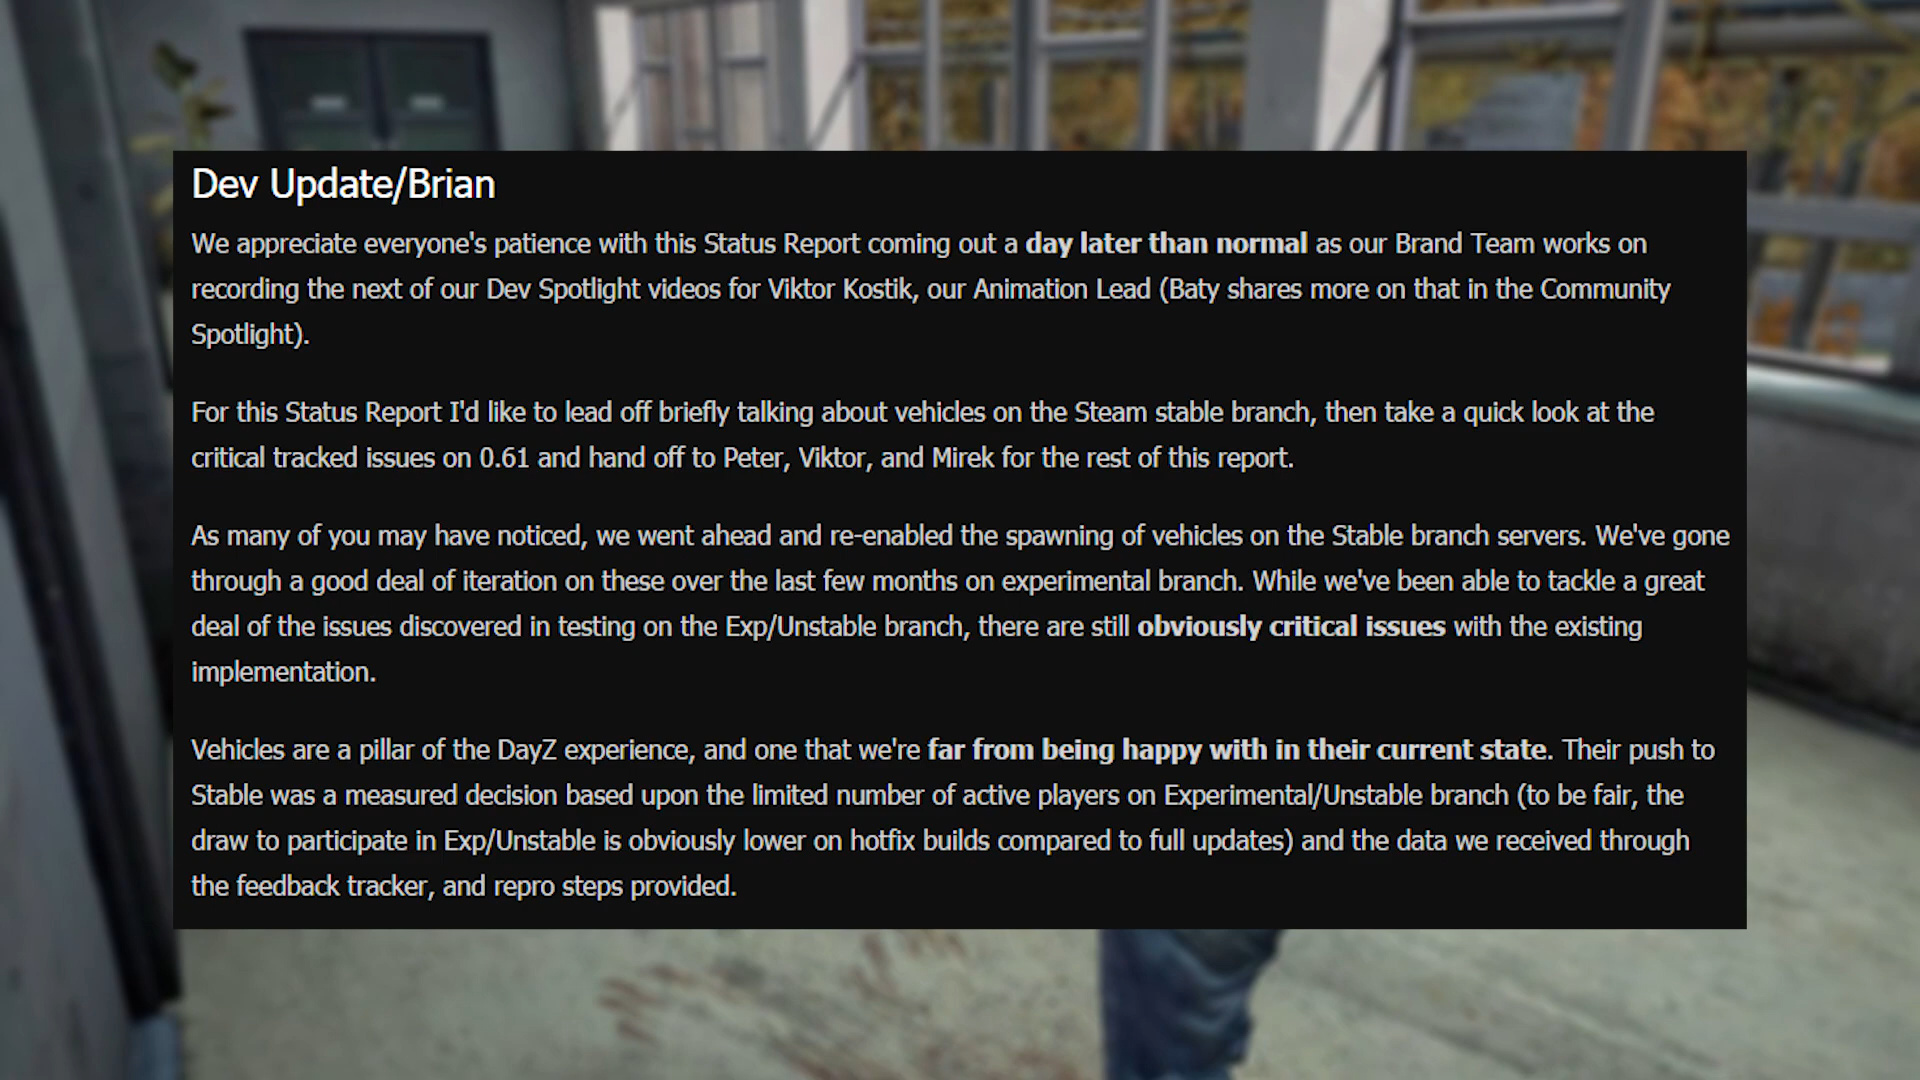 Dev Update/Brian
We appreciate everyone's patience with this Status Report coming out a day later than normal as our Brand Team works on
recording the next of our Dev Spotlight videos for Viktor Kostik, our Animation Lead (Baty shares more on that in the Community
Spotlight).
For this Status Report I'd like to lead off briefly talking about vehicles on the Steam stable branch, then take a quick look at the
critical tracked issues on 0.61 and hand off to Peter, Viktor, and Mirek for the rest of this report.
As many of you may have noticed, we went ahead and re-enabled the spawning of vehicles on the Stable branch servers. We've gone
through a good deal of iteration on these over the last few months on experimental branch. While we've been able to tackle a great
deal of the issues discovered in testing on the Exp/Unstable branch, there are still obviously critical issues with the existing
implementation.
Vehicles are a pillar of the DayZ experience, and one that we're far from being happy with in their current state. Their push to
Stable was a measured decision based upon the limited number of active players on Experimental/Unstable branch (to be fair, the
draw to participate in Exp/Unstable is obviously lower on hotfix builds compared to full updates) and the data we received through
the feedback tracker, and repro steps provided.